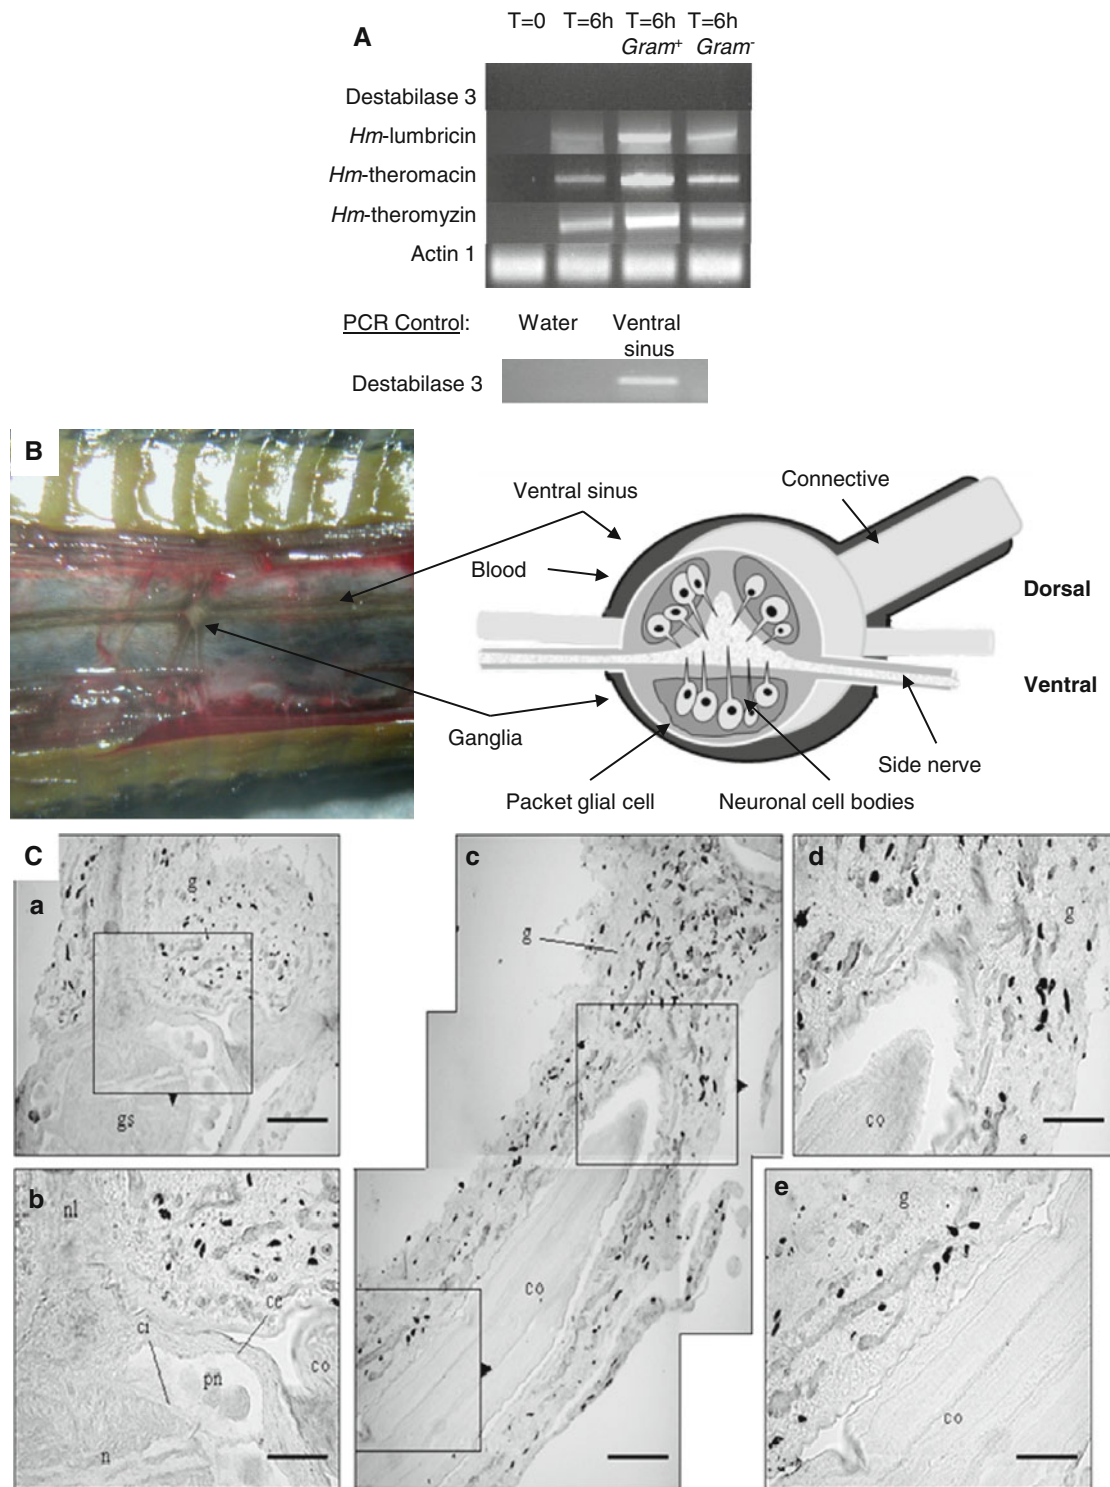 A
T=0 T=6h T=6h T=6h
Gram⁺ Gram⁻
Destabilase 3
Hm-lumbricin
Hm-theromacin
Hm-theromyzin
Actin 1
PCR Control: Water Ventral sinus
Destabilase 3
B
Ventral sinus
Connective
Blood
Dorsal
Ventral
Ganglia
Side nerve
Packet glial cell
Neuronal cell bodies
C
a
g
gs
b
nl
ci
ce
co
pn
n
c
g
co
d
g
co
e
g
co